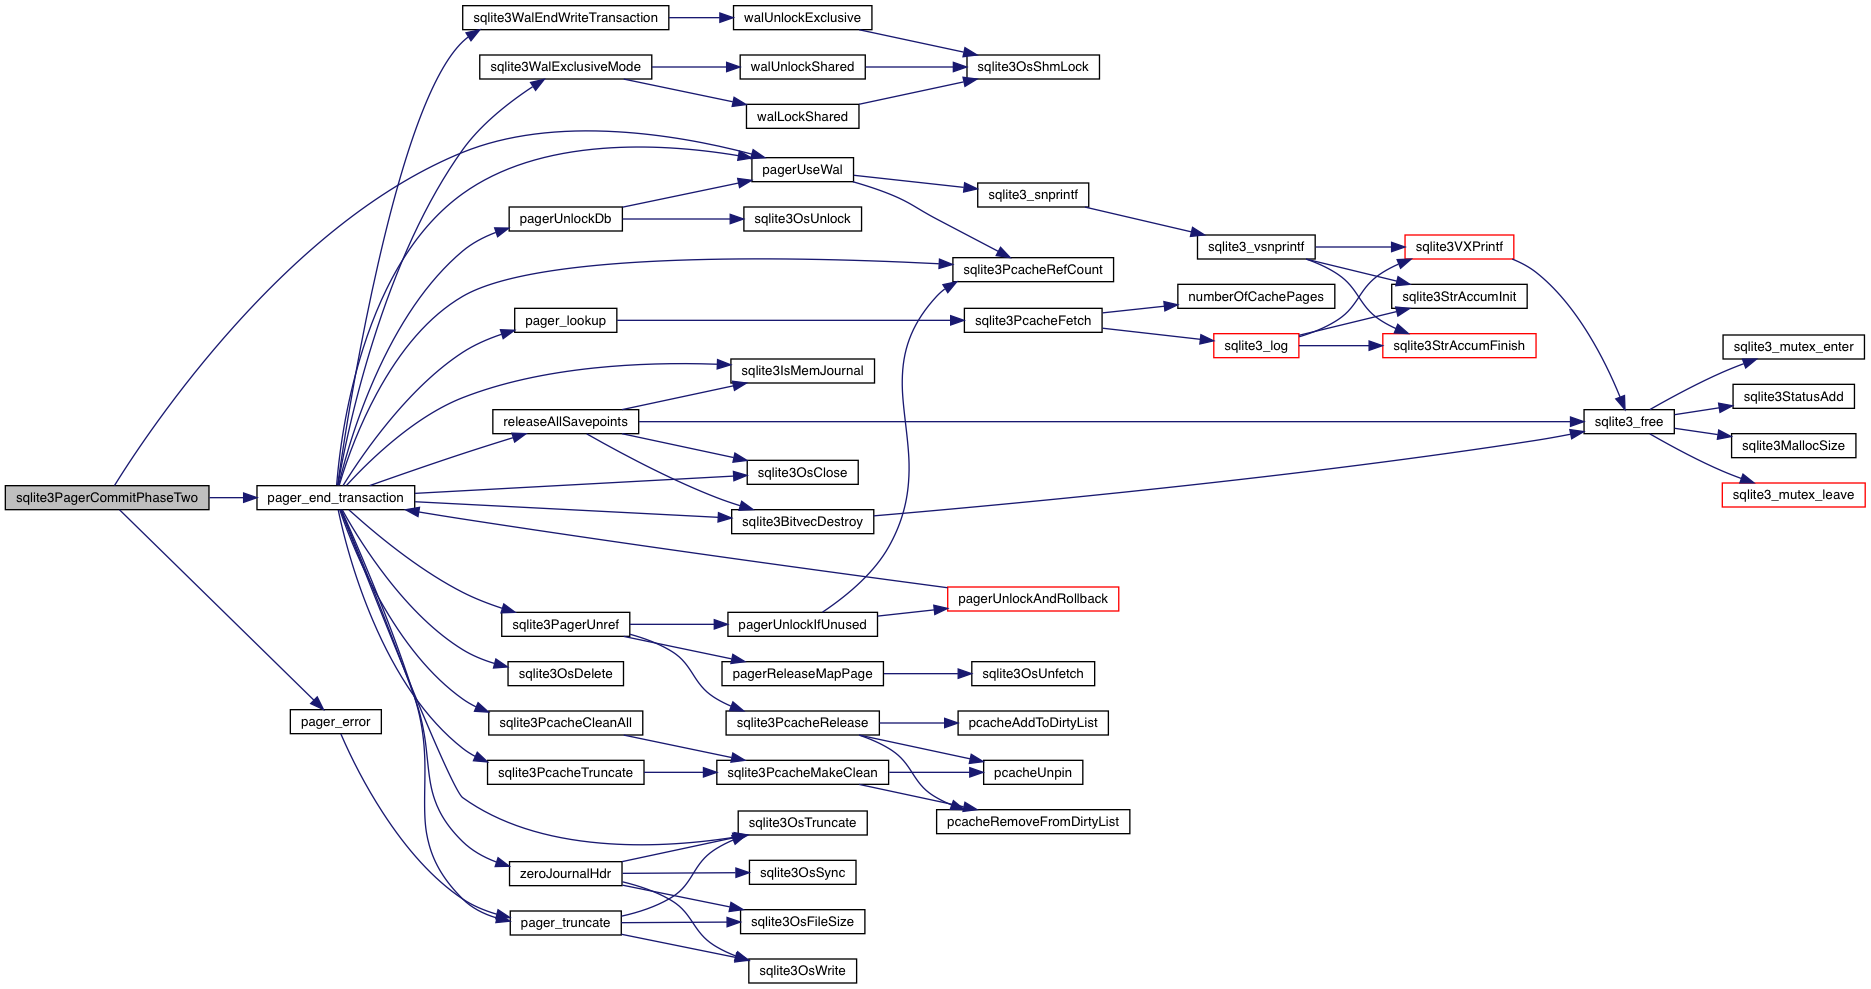 sqlite3WalEndWriteTransaction
walUnlockExclusive
sqlite3WalExclusiveMode
walUnlockShared
sqlite3OsShmLock
walLockShared
pagerUseWal
sqlite3_snprintf
pagerUnlockDb
sqlite3OsUnlock
sqlite3_vsnprintf
sqlite3VXPrintf
sqlite3PcacheRefCount
numberOfCachePages
sqlite3StrAccumInit
pager_lookup
sqlite3PcacheFetch
sqlite3_log
sqlite3StrAccumFinish
sqlite3_mutex_enter
sqlite3IsMemJournal
sqlite3StatusAdd
releaseAllSavepoints
sqlite3_free
sqlite3MallocSize
sqlite3OsClose
sqlite3PagerCommitPhaseTwo
pager_end_transaction
sqlite3_mutex_leave
sqlite3BitvecDestroy
pagerUnlockAndRollback
sqlite3PagerUnref
pagerUnlockIfUnused
sqlite3OsDelete
pagerReleaseMapPage
sqlite3OsUnfetch
pager_error
sqlite3PcacheCleanAll
sqlite3PcacheRelease
pcacheAddToDirtyList
sqlite3PcacheTruncate
sqlite3PcacheMakeClean
pcacheUnpin
sqlite3OsTruncate
pcacheRemoveFromDirtyList
zeroJournalHdr
sqlite3OsSync
pager_truncate
sqlite3OsFileSize
sqlite3OsWrite